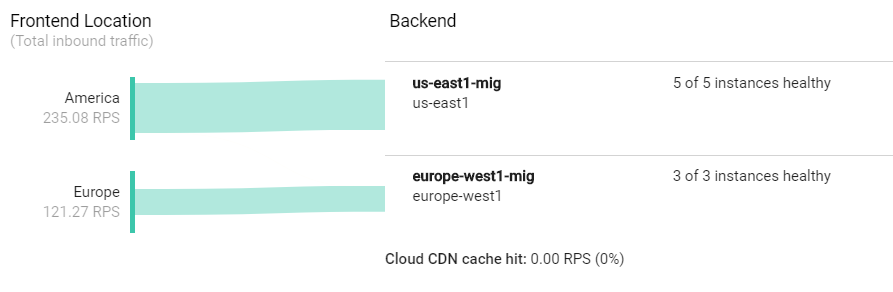 Frontend Location
(Total inbound traffic)
Backend
America
235.08 RPS
us-east1-mig
us-east1
5 of 5 instances healthy
Europe
121.27 RPS
europe-west1-mig
europe-west1
3 of 3 instances healthy
Cloud CDN cache hit: 0.00 RPS (0%)